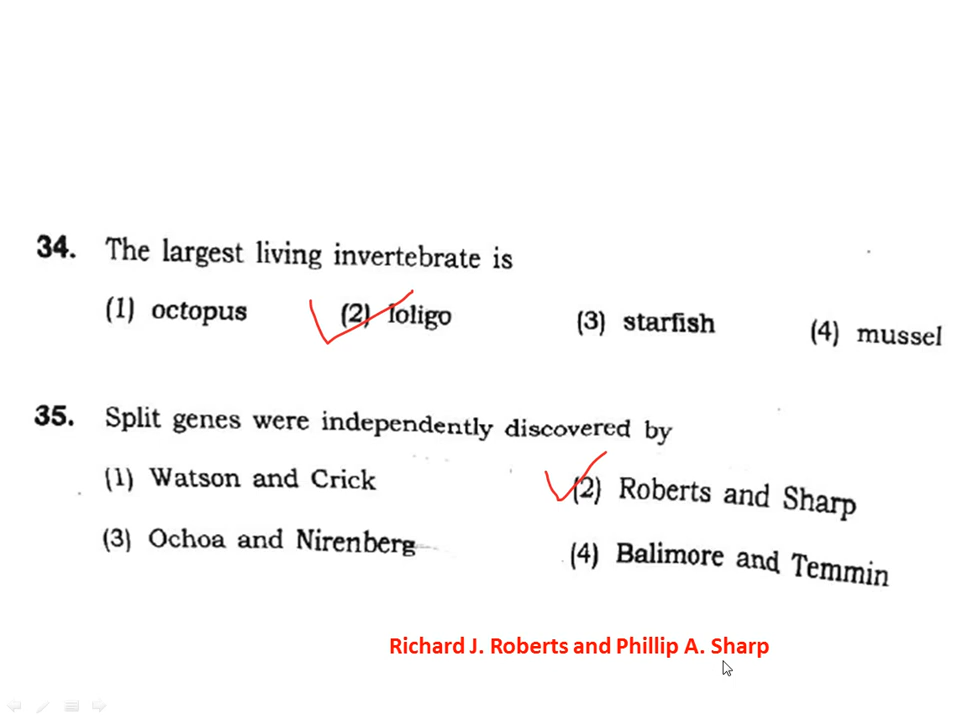 34. The largest living invertebrate is
(1) octopus (2) loligo (3) starfish (4) mussel
35. Split genes were independently discovered by
(1) Watson and Crick (2) Roberts and Sharp
(3) Ochoa and Nirenberg (4) Balimore and Temmin
Richard J. Roberts and Phillip A. Sharp